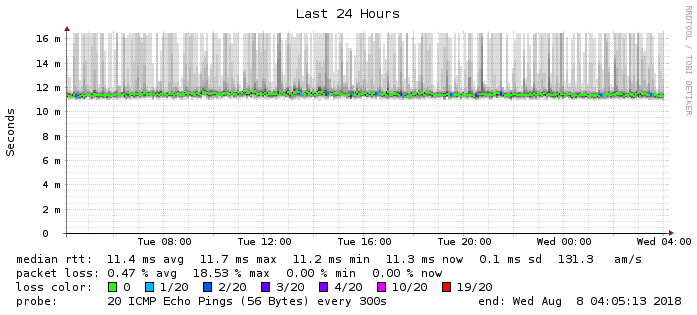 Last 24 Hours
RRDTOOL / TOBI OETIKER
Seconds
16 m
14 m
12 m
10 m
8 m
6 m
4 m
2 m
0
Tue 08:00 Tue 12:00 Tue 16:00 Tue 20:00 Wed 00:00 Wed 04:00
median rtt: 11.4 ms avg 11.7 ms max 11.2 ms min 11.3 ms now 0.1 ms sd 131.3 am/s
packet loss: 0.47 % avg 18.53 % max 0.00 % min 0.00 % now
loss color: 0 1/20 2/20 3/20 4/20 10/20 19/20
probe: 20 ICMP Echo Pings (56 Bytes) every 300s end: Wed Aug 8 04:05:13 2018